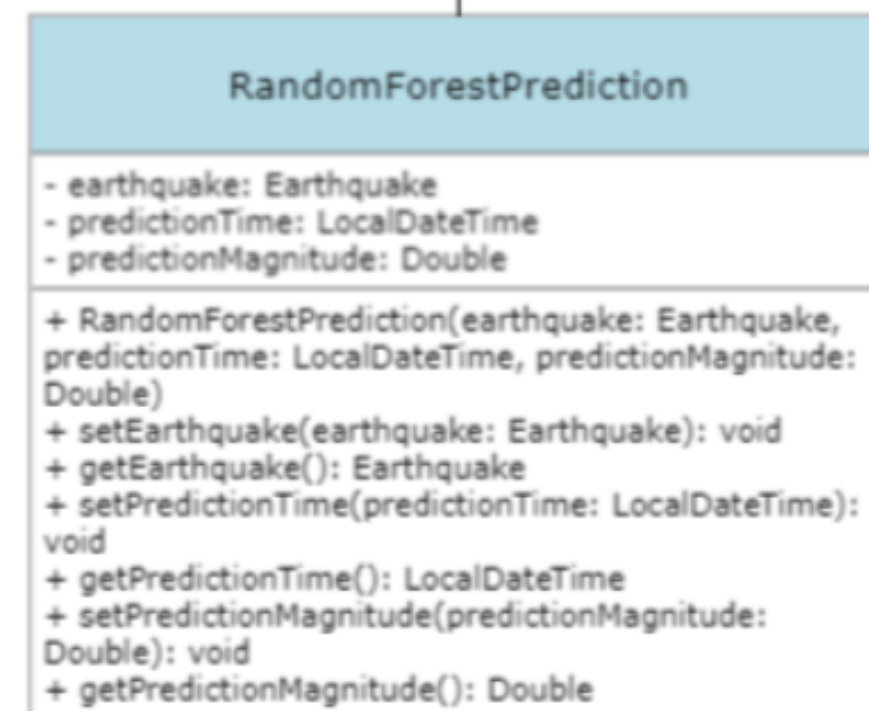 RandomForestPrediction
- earthquake: Earthquake
- predictionTime: LocalDateTime
- predictionMagnitude: Double
+ RandomForestPrediction(earthquake: Earthquake,
predictionTime: LocalDateTime, predictionMagnitude:
Double)
+ setEarthquake(earthquake: Earthquake): void
+ getEarthquake(): Earthquake
+ setPredictionTime(predictionTime: LocalDateTime):
void
+ getPredictionTime(): LocalDateTime
+ setPredictionMagnitude(predictionMagnitude:
Double): void
+ getPredictionMagnitude(): Double